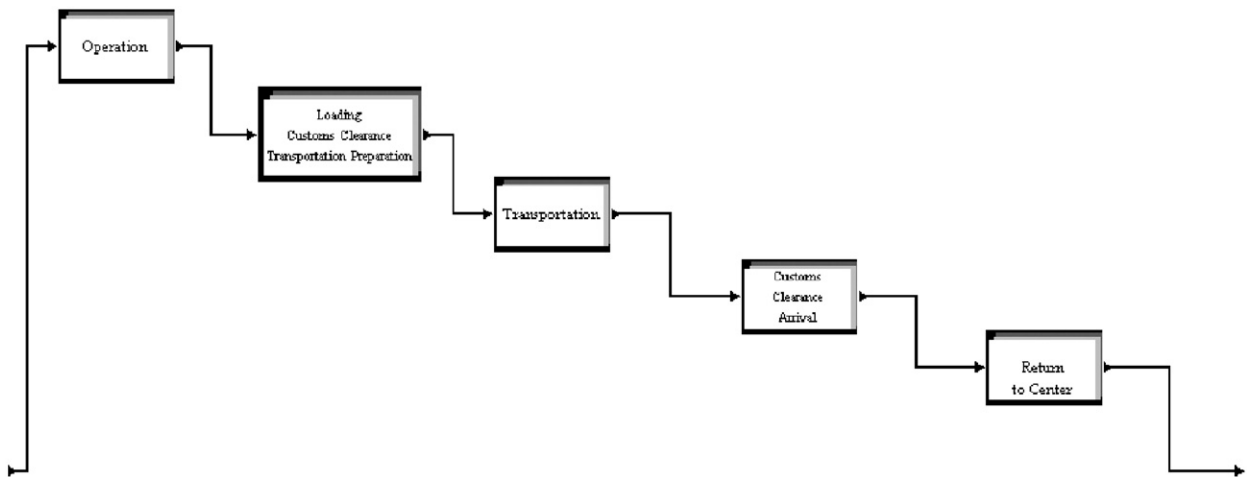 Operation
Loading
Customs Clearance
Transportation Preparation
Transportation
Customs
Clearance
Arrival
Return
to Center